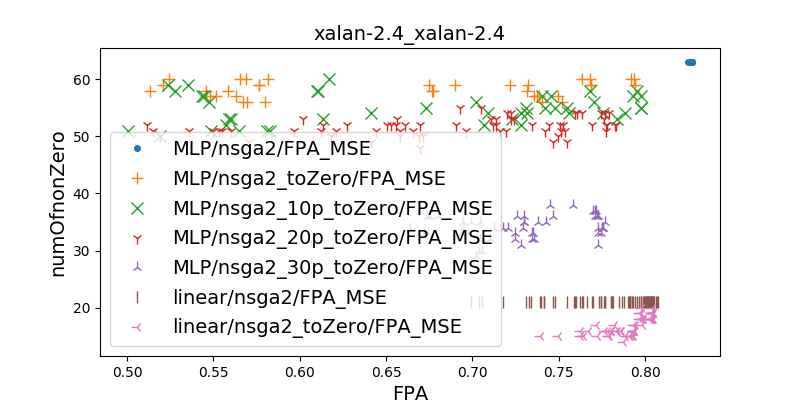 xalan-2.4_xalan-2.4
numOfnonZero
60
50
40
30
20
MLP/nsga2/FPA_MSE
MLP/nsga2_toZero/FPA_MSE
MLP/nsga2_10p_toZero/FPA_MSE
MLP/nsga2_20p_toZero/FPA_MSE
MLP/nsga2_30p_toZero/FPA_MSE
linear/nsga2/FPA_MSE
linear/nsga2_toZero/FPA_MSE
0.50 0.55 0.60 0.65 0.70 0.75 0.80
FPA